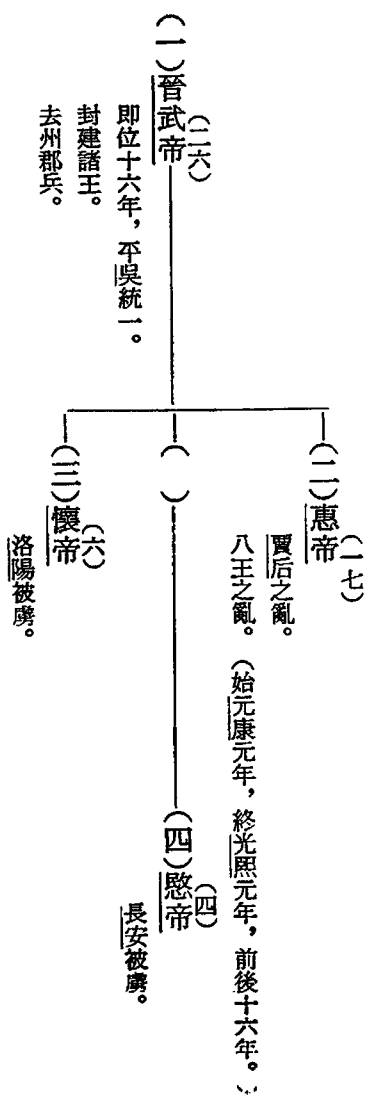 (一)晉武帝
(二六)
即位十六年，平吳統一。
封建諸王。
去州郡兵。
(二)惠帝
(一七)
賈后之亂。
八王之亂。(始元康元年，終光熙元年，前後十六年。)
( )
(四)愍帝
(四)
長安被虜。
(三)懷帝
(六)
洛陽被虜。